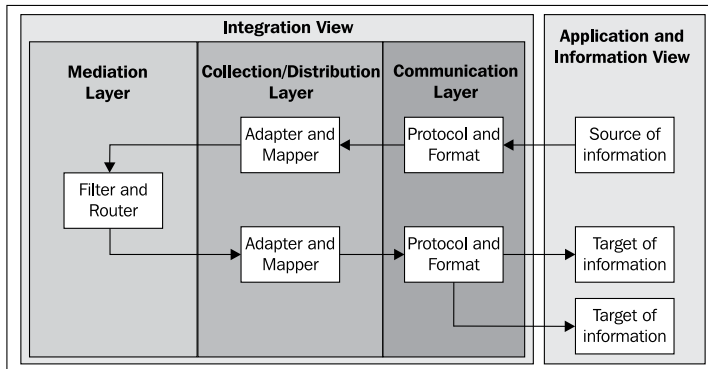 Integration View
Application and
Information View
Mediation
Layer
Collection/Distribution
Layer
Communication
Layer
Adapter and
Mapper
Protocol and
Format
Source of
information
Filter and
Router
Adapter and
Mapper
Protocol and
Format
Target of
information
Target of
information